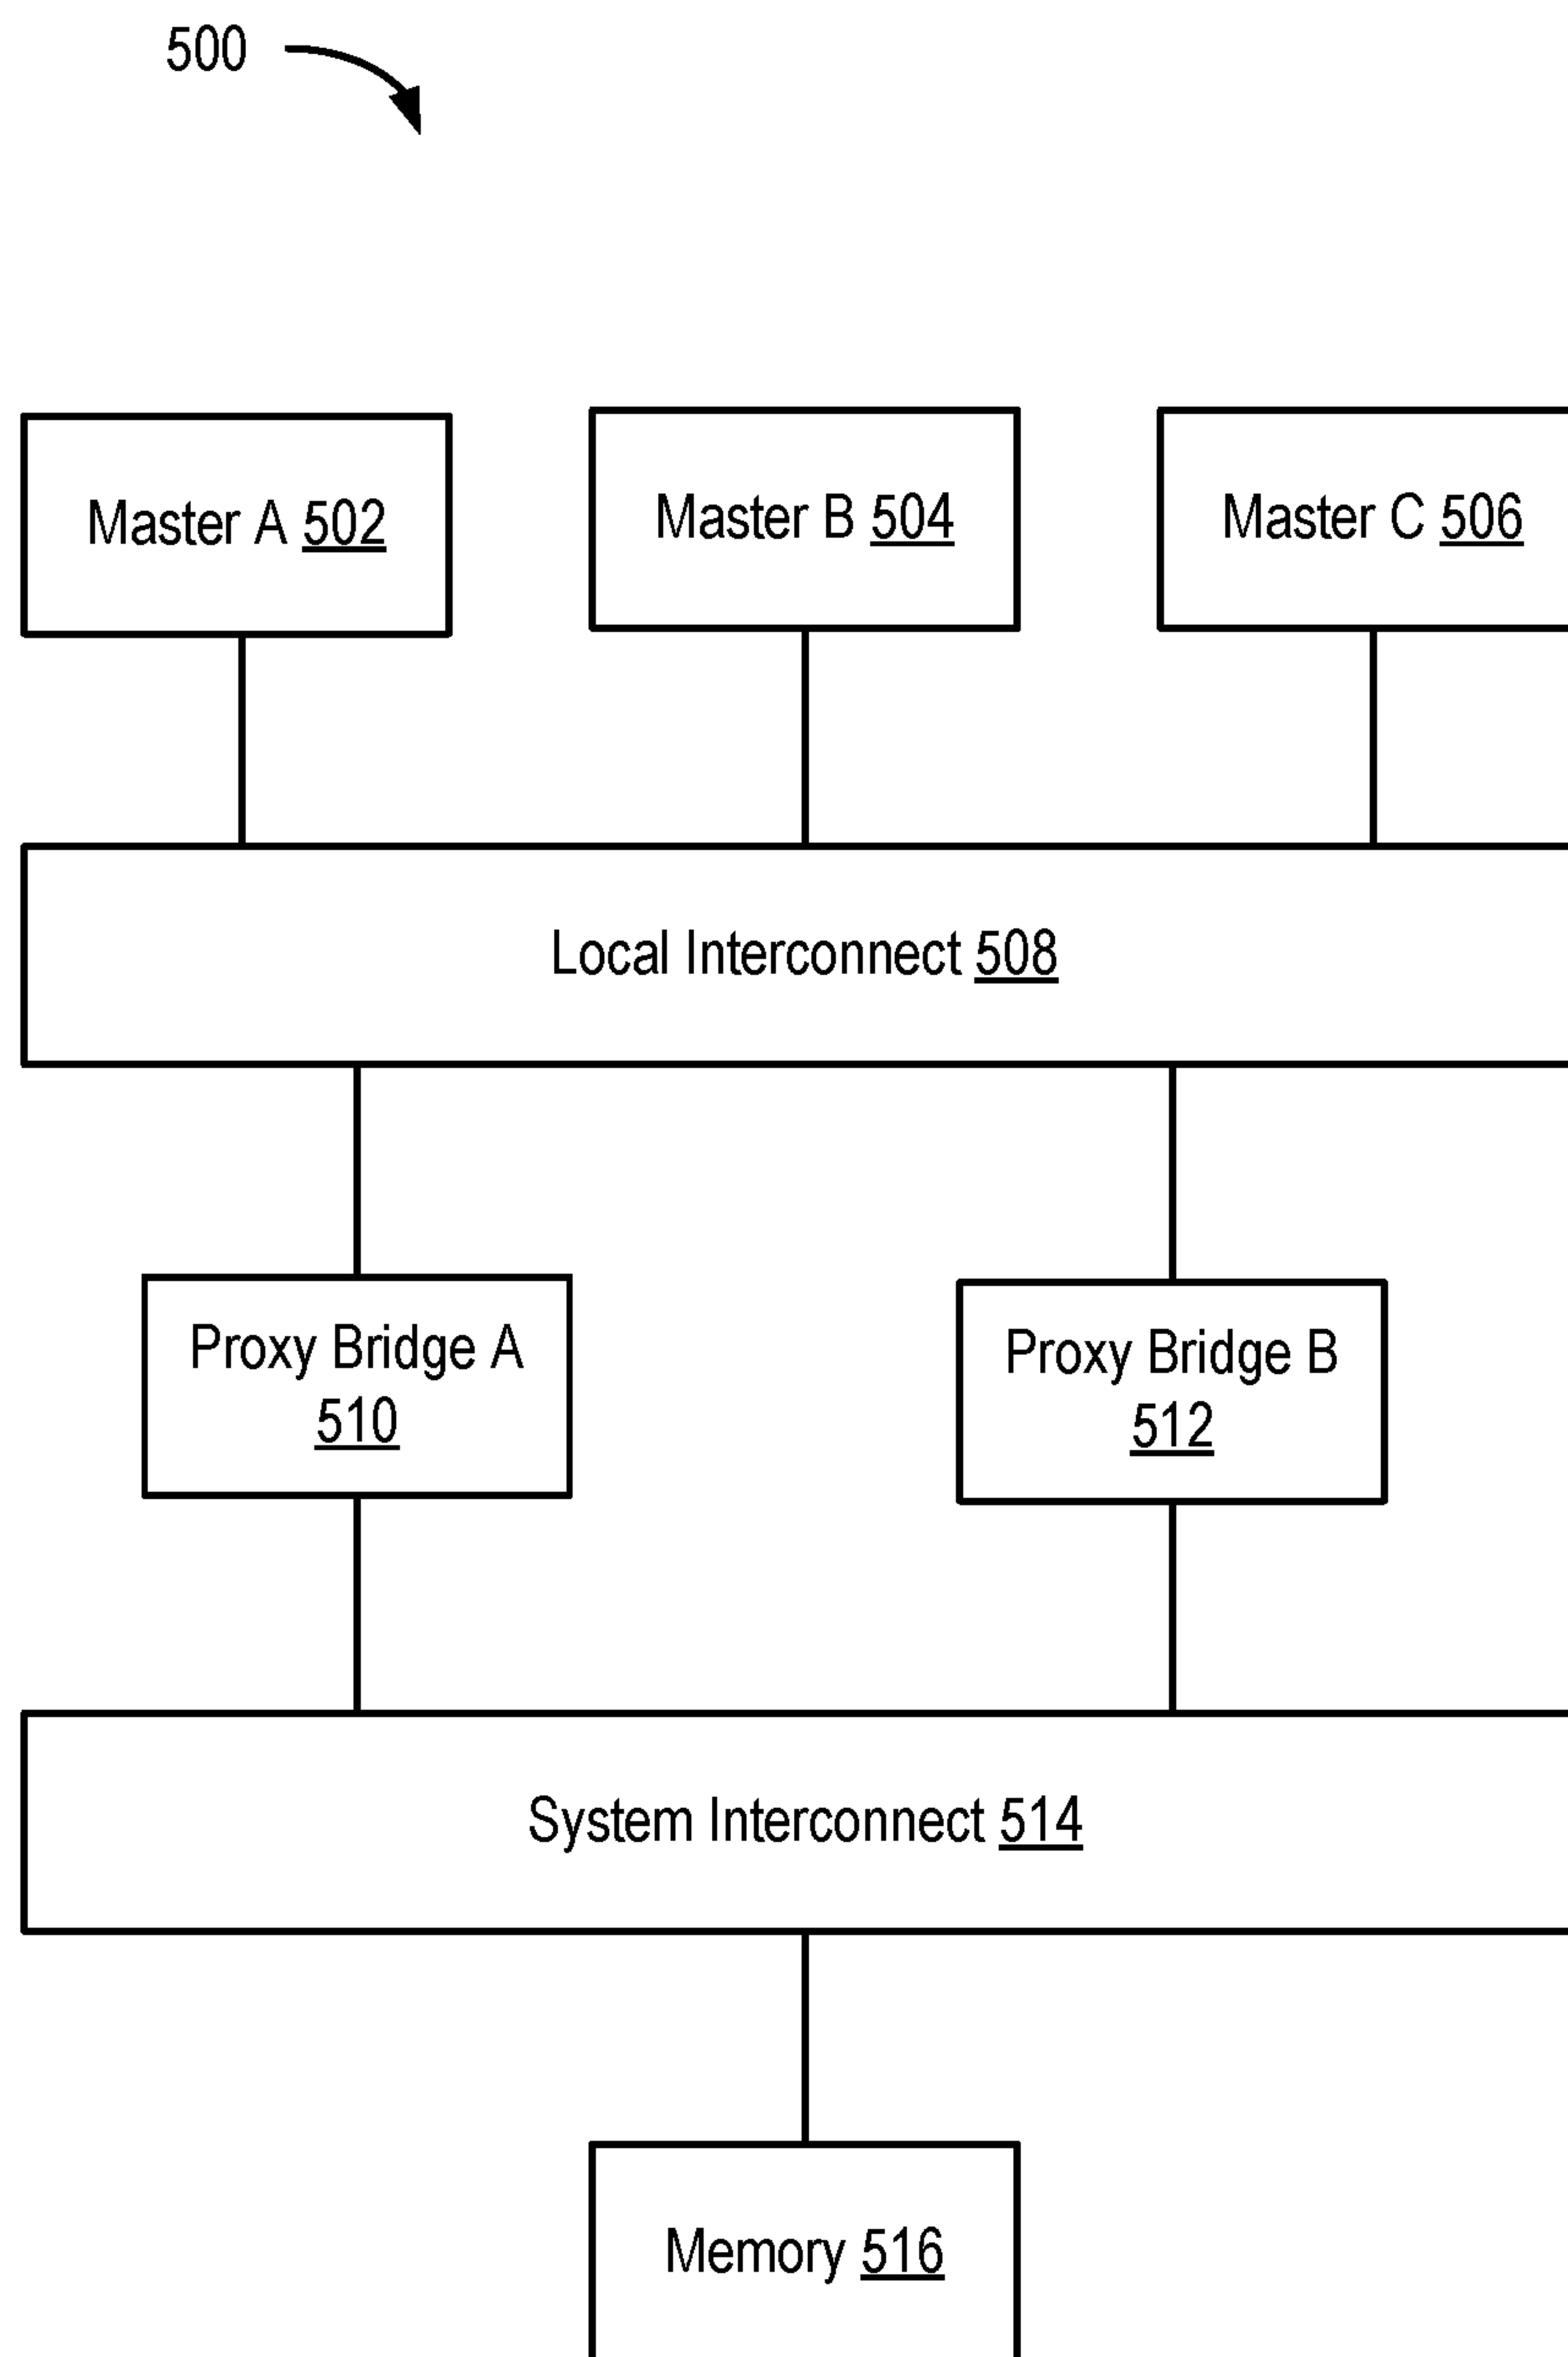 500
Master A 502
Master B 504
Master C 506
Local Interconnect 508
Proxy Bridge A
510
Proxy Bridge B
512
System Interconnect 514
Memory 516